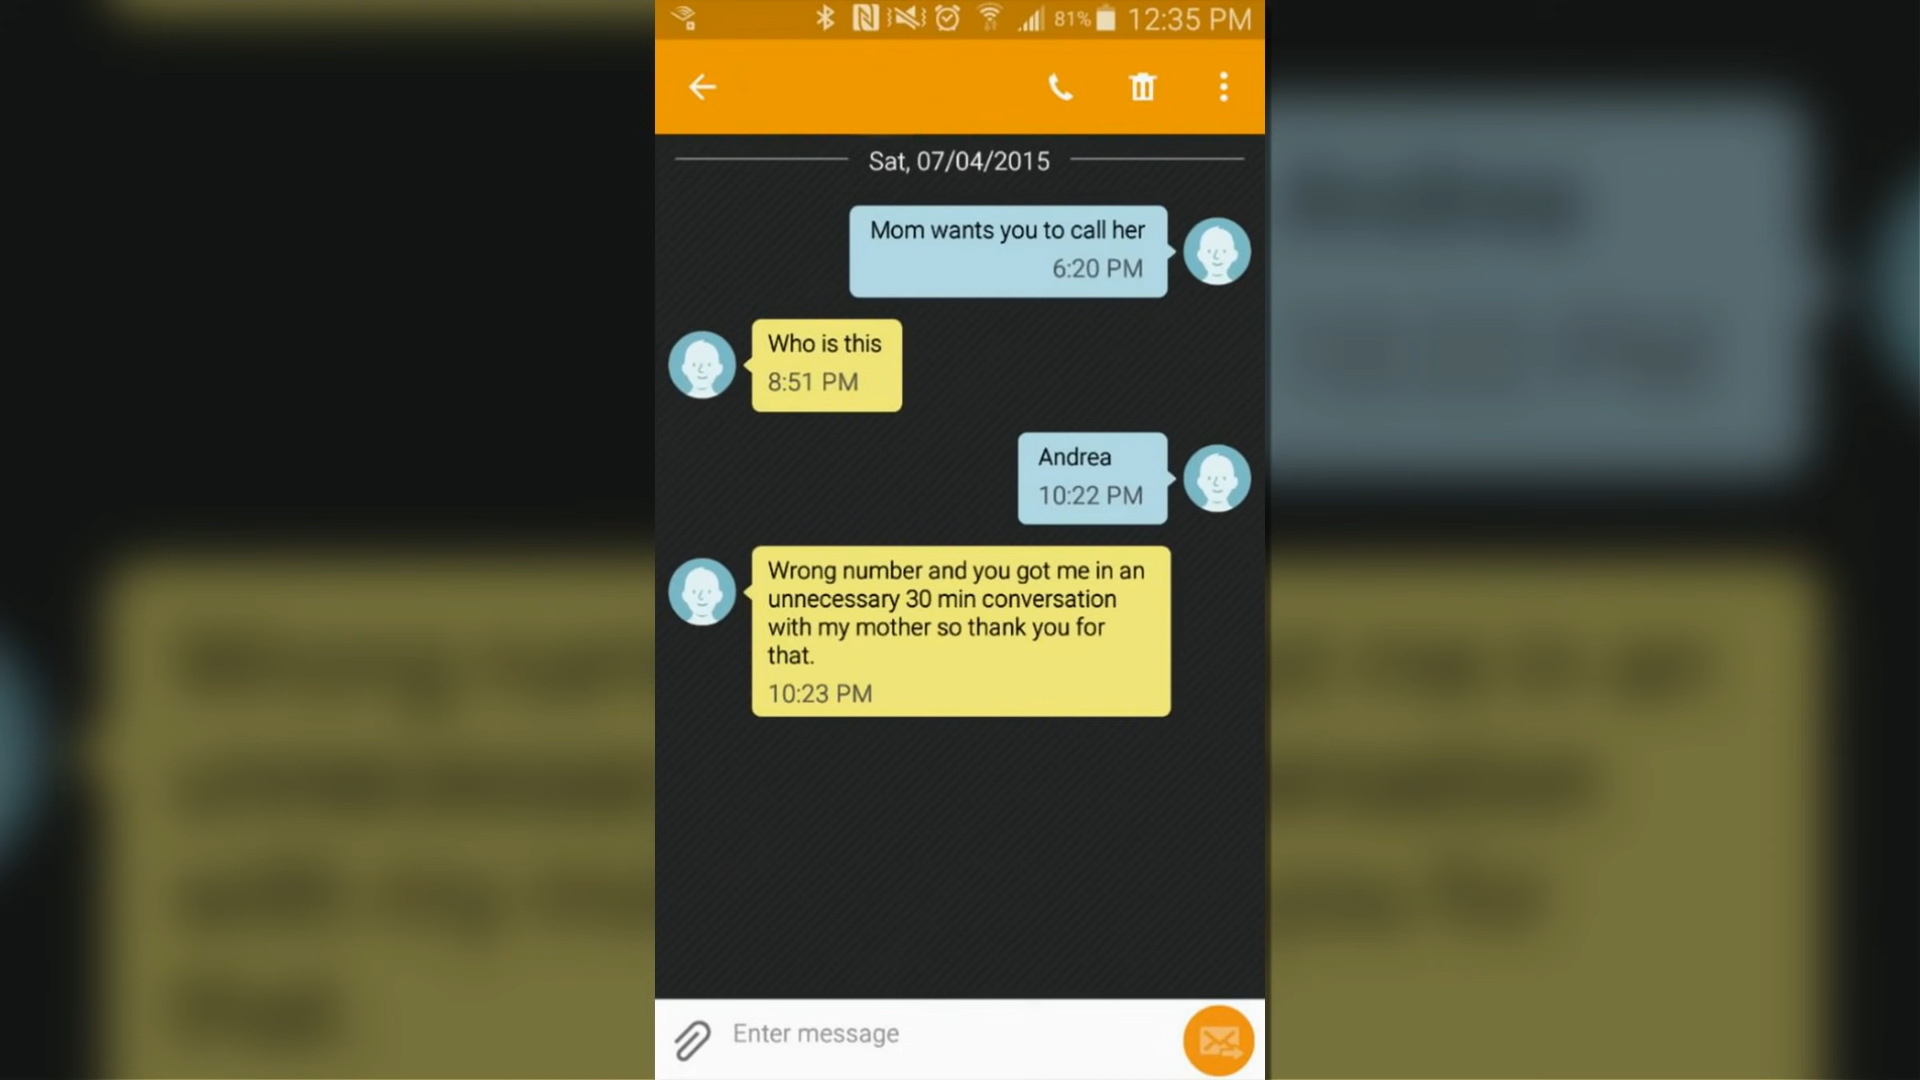 81% 12:35 PM
Sat, 07/04/2015
Mom wants you to call her
6:20 PM
Who is this
8:51 PM
Andrea
10:22 PM
Wrong number and you got me in an
unnecessary 30 min conversation
with my mother so thank you for
that.
10:23 PM
Enter message